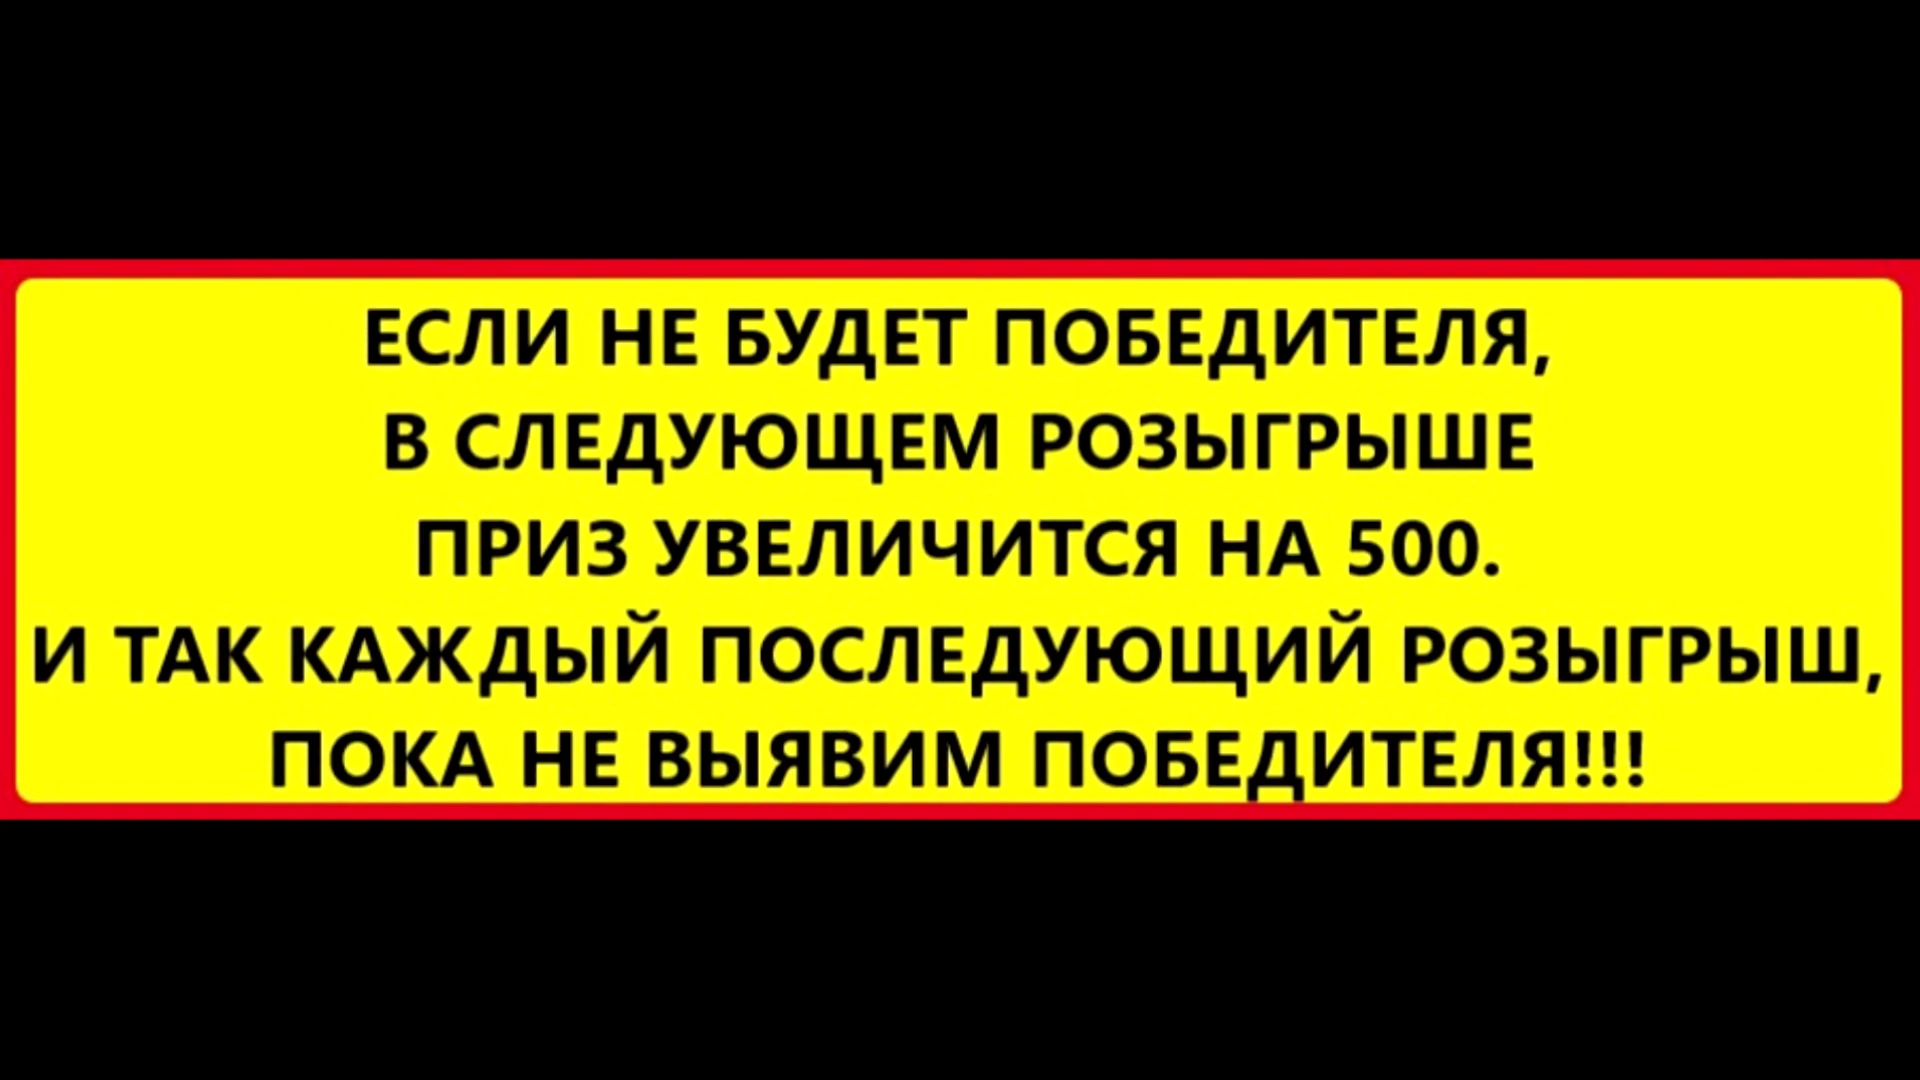 ЕСЛИ НЕ БУДЕТ ПОБЕДИТЕЛЯ,
В СЛЕДУЮЩЕМ РОЗЫГРЫШЕ
ПРИЗ УВЕЛИЧИТСЯ НА 500.
И ТАК КАЖДЫЙ ПОСЛЕДУЮЩИЙ РОЗЫГРЫШ,
ПОКА НЕ ВЫЯВИМ ПОБЕДИТЕЛЯ!!!